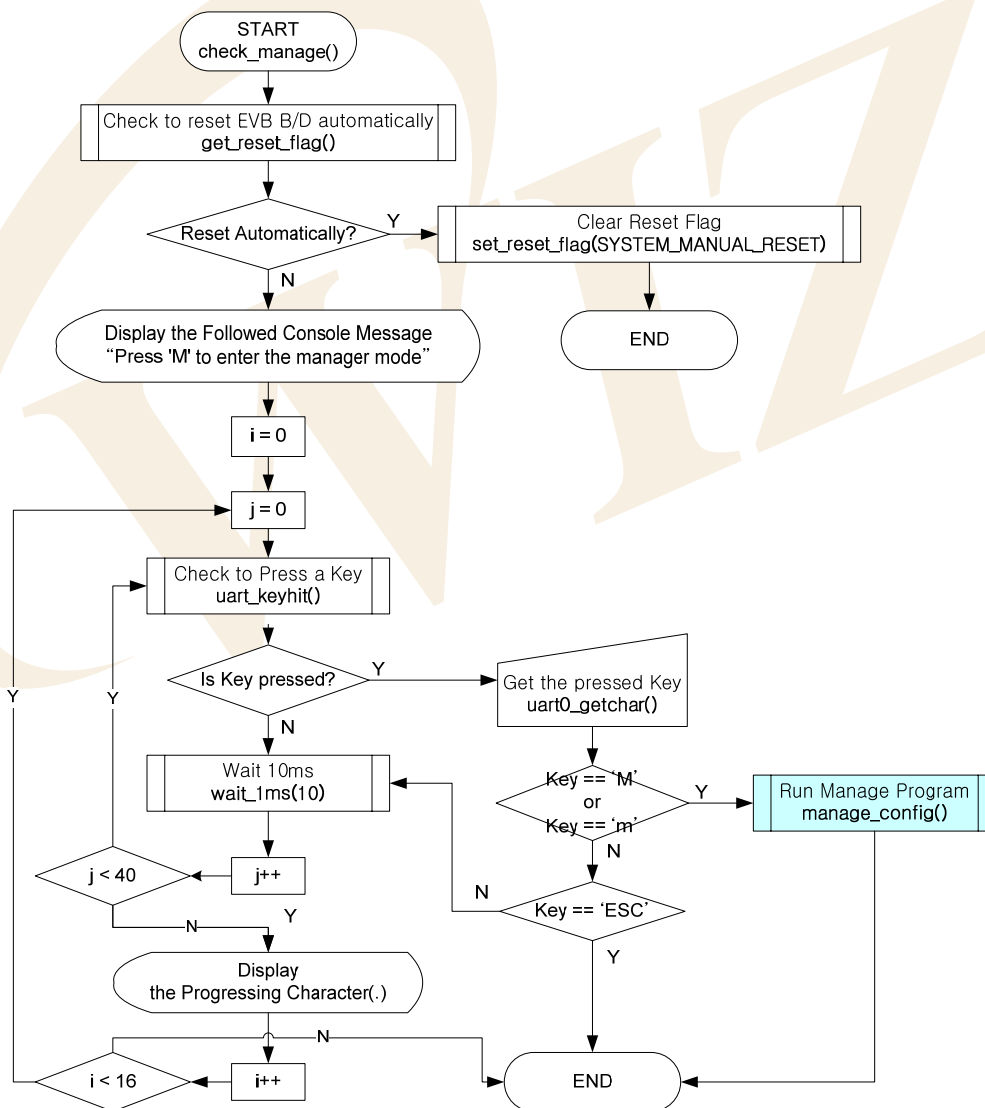 START
check_manage()
Check to reset EVB B/D automatically
get_reset_flag()
Reset Automatically?
Y
Clear Reset Flag
set_reset_flag(SYSTEM_MANUAL_RESET)
N
END
Display the Followed Console Message
“Press 'M' to enter the manager mode”
i = 0
j = 0
Check to Press a Key
uart_keyhit()
Is Key pressed?
Y
Get the pressed Key
uart0_getchar()
Y
Y
N
Wait 10ms
wait_1ms(10)
Key == ‘M’
or
Key == ‘m’
Y
Run Manage Program
manage_config()
N
j < 40
j++
N
Key == ‘ESC’
Y
N
Y
Display
the Progressing Character(.)
N
i < 16
i++
END
WIZ